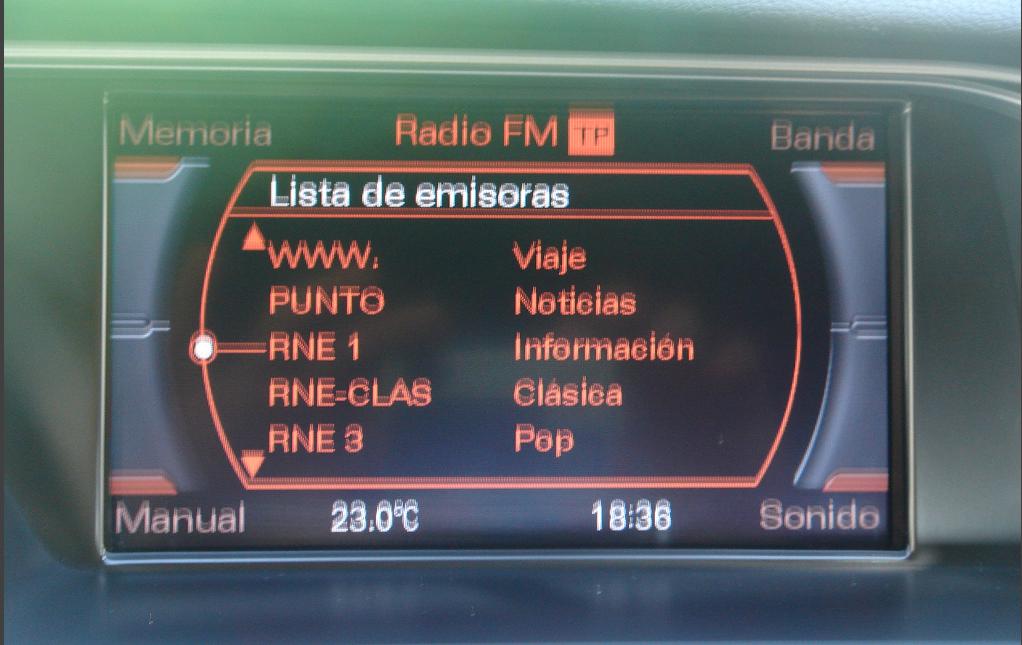 Memoria Radio FM TP Banda
Lista de emisoras
WWW. Viaje
PUNTO Noticias
RNE 1 Información
RNE-CLAS Clásica
RNE 3 Pop
Manual 23.0°C 18:36 Sonido